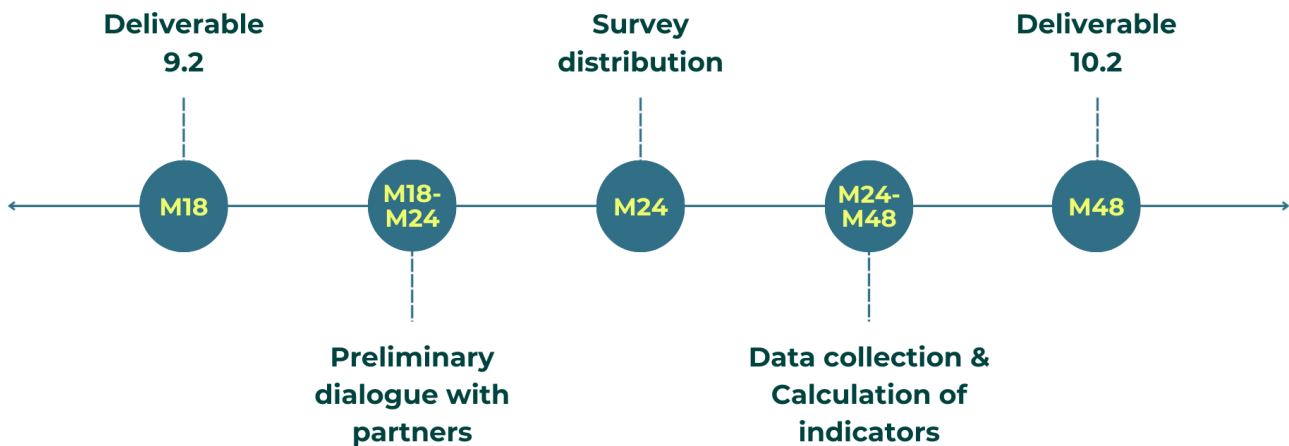 Deliverable
9.2
Survey
distribution
Deliverable
10.2
M18
M18-
M24
M24
M24-
M48
M48
Preliminary
dialogue with
partners
Data collection &
Calculation of
indicators